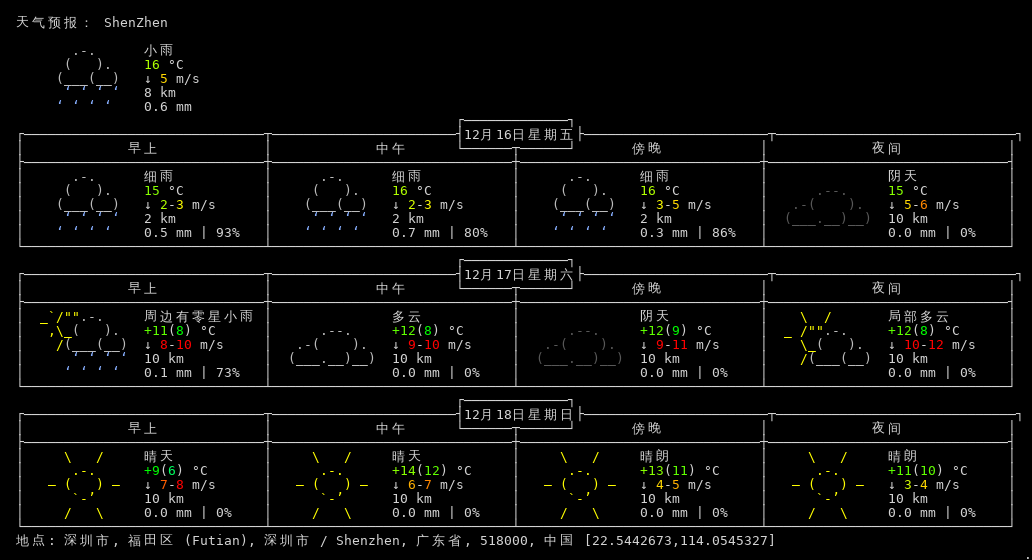 天气预报： ShenZhen
小雨
16 °C
↓ 5 m/s
8 km
0.6 mm
12月16日星期五
早上 中午 傍晚 夜间
细雨 细雨 细雨 阴天
15 °C 16 °C 16 °C 15 °C
↓ 2-3 m/s ↓ 2-3 m/s ↓ 3-5 m/s ↓ 5-6 m/s
2 km 2 km 2 km 10 km
0.5 mm | 93% 0.7 mm | 80% 0.3 mm | 86% 0.0 mm | 0%
12月17日星期六
早上 中午 傍晚 夜间
周边有零星小雨 多云 阴天 局部多云
+11(8) °C +12(8) °C +12(9) °C +12(8) °C
↓ 8-10 m/s ↓ 9-10 m/s ↓ 9-11 m/s ↓ 10-12 m/s
10 km 10 km 10 km 10 km
0.1 mm | 73% 0.0 mm | 0% 0.0 mm | 0% 0.0 mm | 0%
12月18日星期日
早上 中午 傍晚 夜间
晴天 晴天 晴朗 晴朗
+9(6) °C +14(12) °C +13(11) °C +11(10) °C
↓ 7-8 m/s ↓ 6-7 m/s ↓ 4-5 m/s ↓ 3-4 m/s
10 km 10 km 10 km 10 km
0.0 mm | 0% 0.0 mm | 0% 0.0 mm | 0% 0.0 mm | 0%
地点: 深圳市, 福田区 (Futian), 深圳市 / Shenzhen, 广东省, 518000, 中国 [22.5442673,114.0545327]